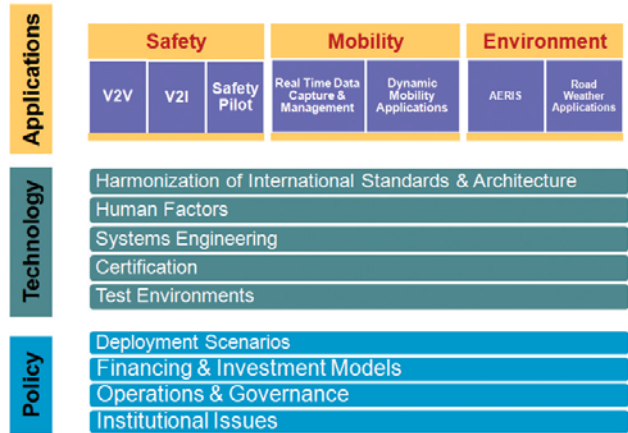 Applications
Safety
Mobility
Environment
V2V
V2I
Safety
Pilot
Real Time Data
Capture &
Management
Dynamic
Mobility
Applications
AERIS
Road
Weather
Applications
Technology
Harmonization of International Standards & Architecture
Human Factors
Systems Engineering
Certification
Test Environments
Policy
Deployment Scenarios
Financing & Investment Models
Operations & Governance
Institutional Issues